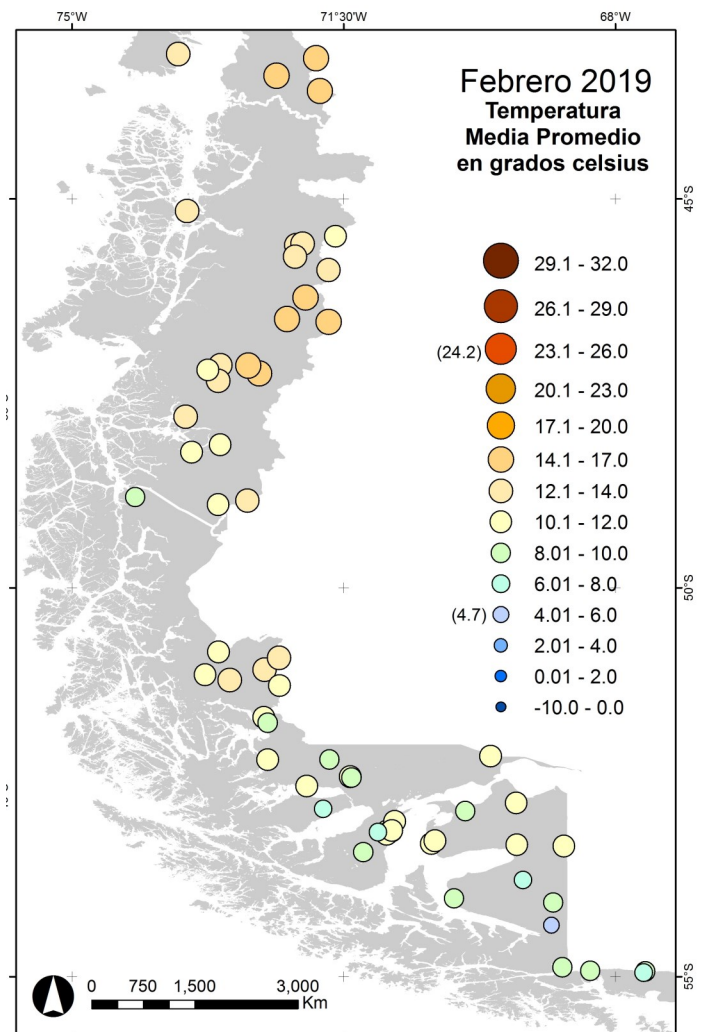 75°W
71°3.50W
68°W
Febrero 2019
Temperatura
Media Promedio
en grados celsius
45°S
29.1 - 32.0
26.1 - 29.0
(24.2) 23.1 - 26.0
20.1 - 23.0
17.1 - 20.0
14.1 - 17.0
12.1 - 14.0
10.1 - 12.0
8.01 - 10.0
6.01 - 8.0
(4.7) 4.01 - 6.0
2.01 - 4.0
0.01 - 2.0
-10.0 - 0.0
50°S
55°S
0 750 1,500 3,000
Km